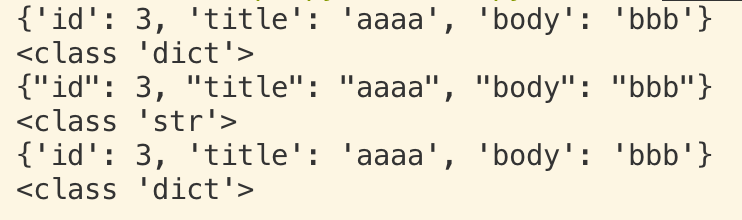 {'id': 3, 'title': 'aaaa', 'body': 'bbb'}
<class 'dict'>
{"id": 3, "title": "aaaa", "body": "bbb"}
<class 'str'>
{'id': 3, 'title': 'aaaa', 'body': 'bbb'}
<class 'dict'>